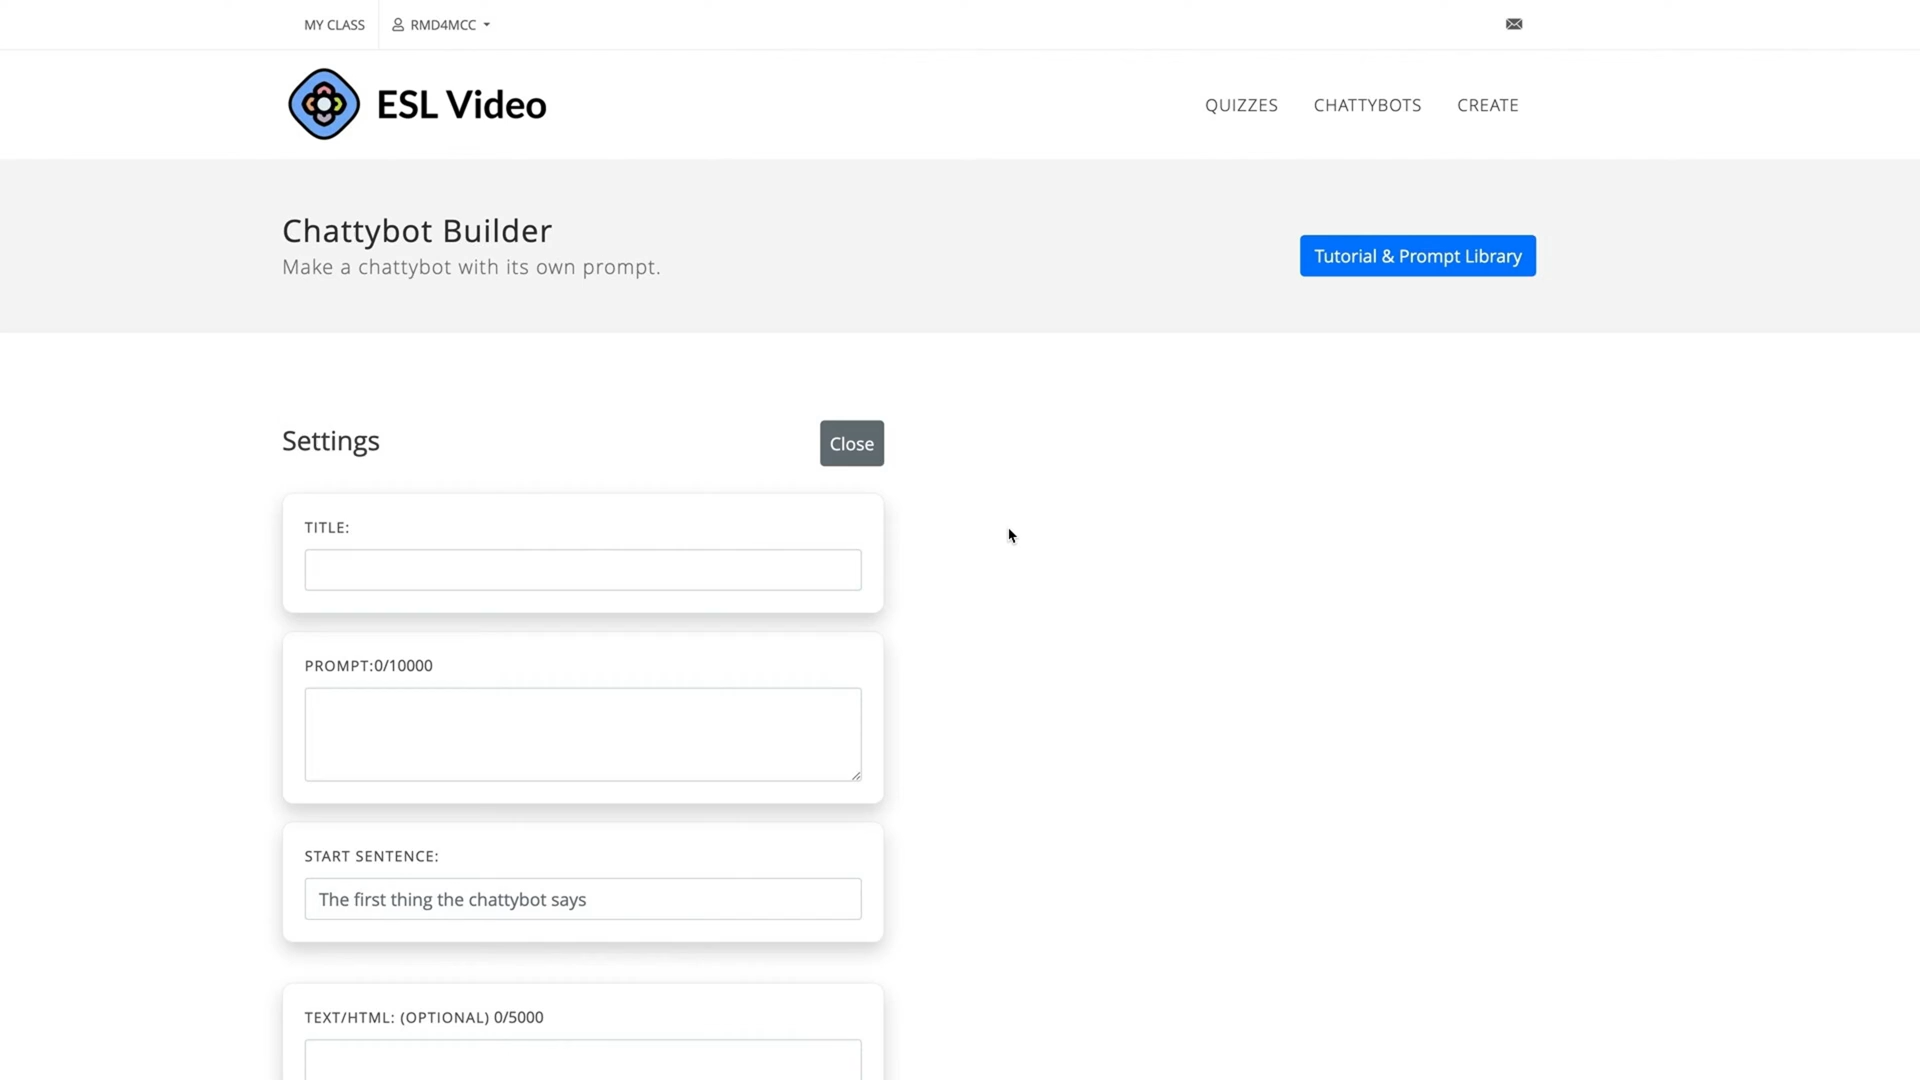 MY CLASS
RMD4MCC
ESL Video
QUIZZES
CHATTYBOTS
CREATE
Chattybot Builder
Make a chattybot with its own prompt.
Tutorial & Prompt Library
Settings
Close
TITLE:
PROMPT:0/10000
START SENTENCE:
The first thing the chattybot says
TEXT/HTML: (OPTIONAL) 0/5000